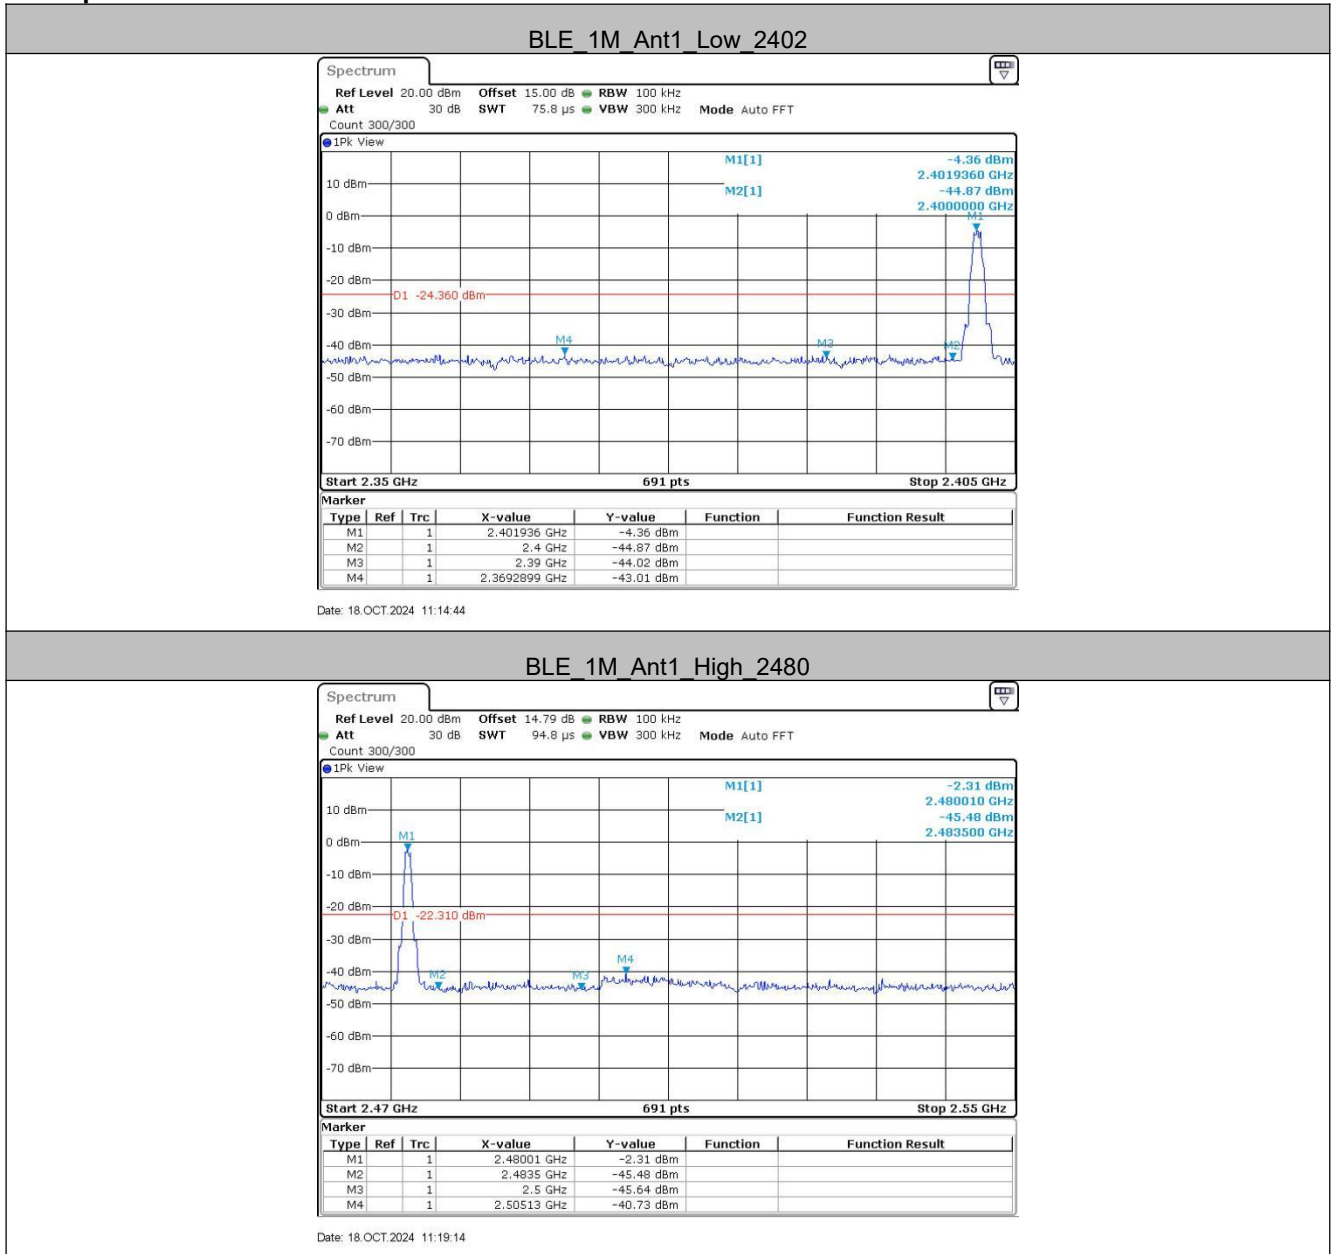 BLE_1M_Ant1_Low_2402
Spectrum
Ref Level 20.00 dBm Offset 15.00 dB RBW 100 kHz
Att 30 dB SWT 75.8 µs VBW 300 kHz Mode Auto FFT
Count 300/300
1Pk View
M1[1] -4.36 dBm
2.4019360 GHz
10 dBm
M2[1] -44.87 dBm
2.4000000 GHz
0 dBm
M1
-10 dBm
-20 dBm
D1 -24.360 dBm
-30 dBm
-40 dBm
M4
M3
M2
-50 dBm
-60 dBm
-70 dBm
Start 2.35 GHz 691 pts Stop 2.405 GHz
Marker
Type Ref Trc X-value Y-value Function Function Result
M1 1 2.401936 GHz -4.36 dBm
M2 1 2.4 GHz -44.87 dBm
M3 1 2.39 GHz -44.02 dBm
M4 1 2.3692899 GHz -43.01 dBm
Date: 18.OCT.2024 11:14:44
BLE_1M_Ant1_High_2480
Spectrum
Ref Level 20.00 dBm Offset 14.79 dB RBW 100 kHz
Att 30 dB SWT 94.8 µs VBW 300 kHz Mode Auto FFT
Count 300/300
1Pk View
M1[1] -2.31 dBm
2.480010 GHz
10 dBm
M2[1] -45.48 dBm
2.483500 GHz
0 dBm
M1
-10 dBm
-20 dBm
D1 -22.310 dBm
-30 dBm
M4
-40 dBm
M2
M3
-50 dBm
-60 dBm
-70 dBm
Start 2.47 GHz 691 pts Stop 2.55 GHz
Marker
Type Ref Trc X-value Y-value Function Function Result
M1 1 2.48001 GHz -2.31 dBm
M2 1 2.4835 GHz -45.48 dBm
M3 1 2.5 GHz -45.64 dBm
M4 1 2.50513 GHz -40.73 dBm
Date: 18.OCT.2024 11:19:14